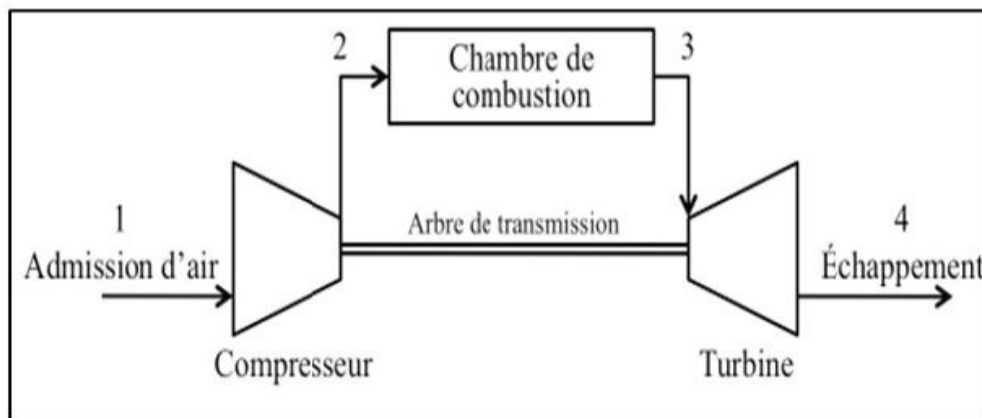 2
Chambre de
combustion
3
1
Admission d'air
Arbre de transmission
4
Échappement
Compresseur
Turbine